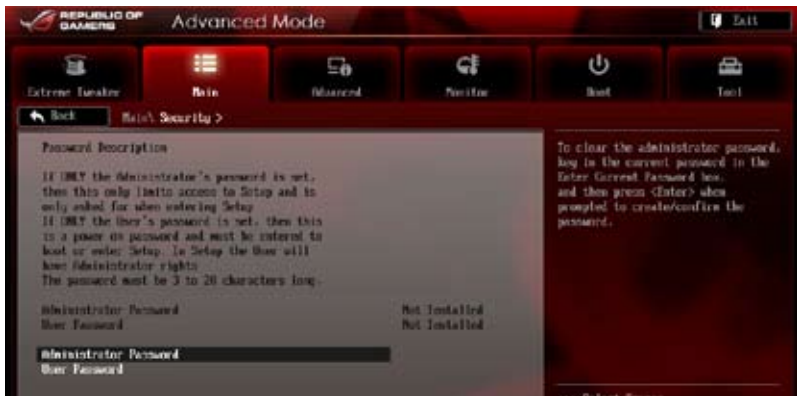 REPUBLIC OF
GAMERS
Advanced Mode
Exit
Extreme Tweaker
Main
Advanced
Monitor
Boot
Tool
Back
Main\ Security >
Password Description
If ONLY the Administrator's password is set,
then this only limits access to Setup and is
only asked for when entering Setup
If ONLY the User's password is set, then this
is a power on password and must be entered to
boot or enter Setup. In Setup the User will
have Administrator rights
The password must be 3 to 20 characters long.
Administrator Password
Not Installed
User Password
Not Installed
Administrator Password
User Password
To clear the administrator password,
key in the current password in the
Enter Current Password box,
and then press <Enter> when
prompted to create/confirm the
password.